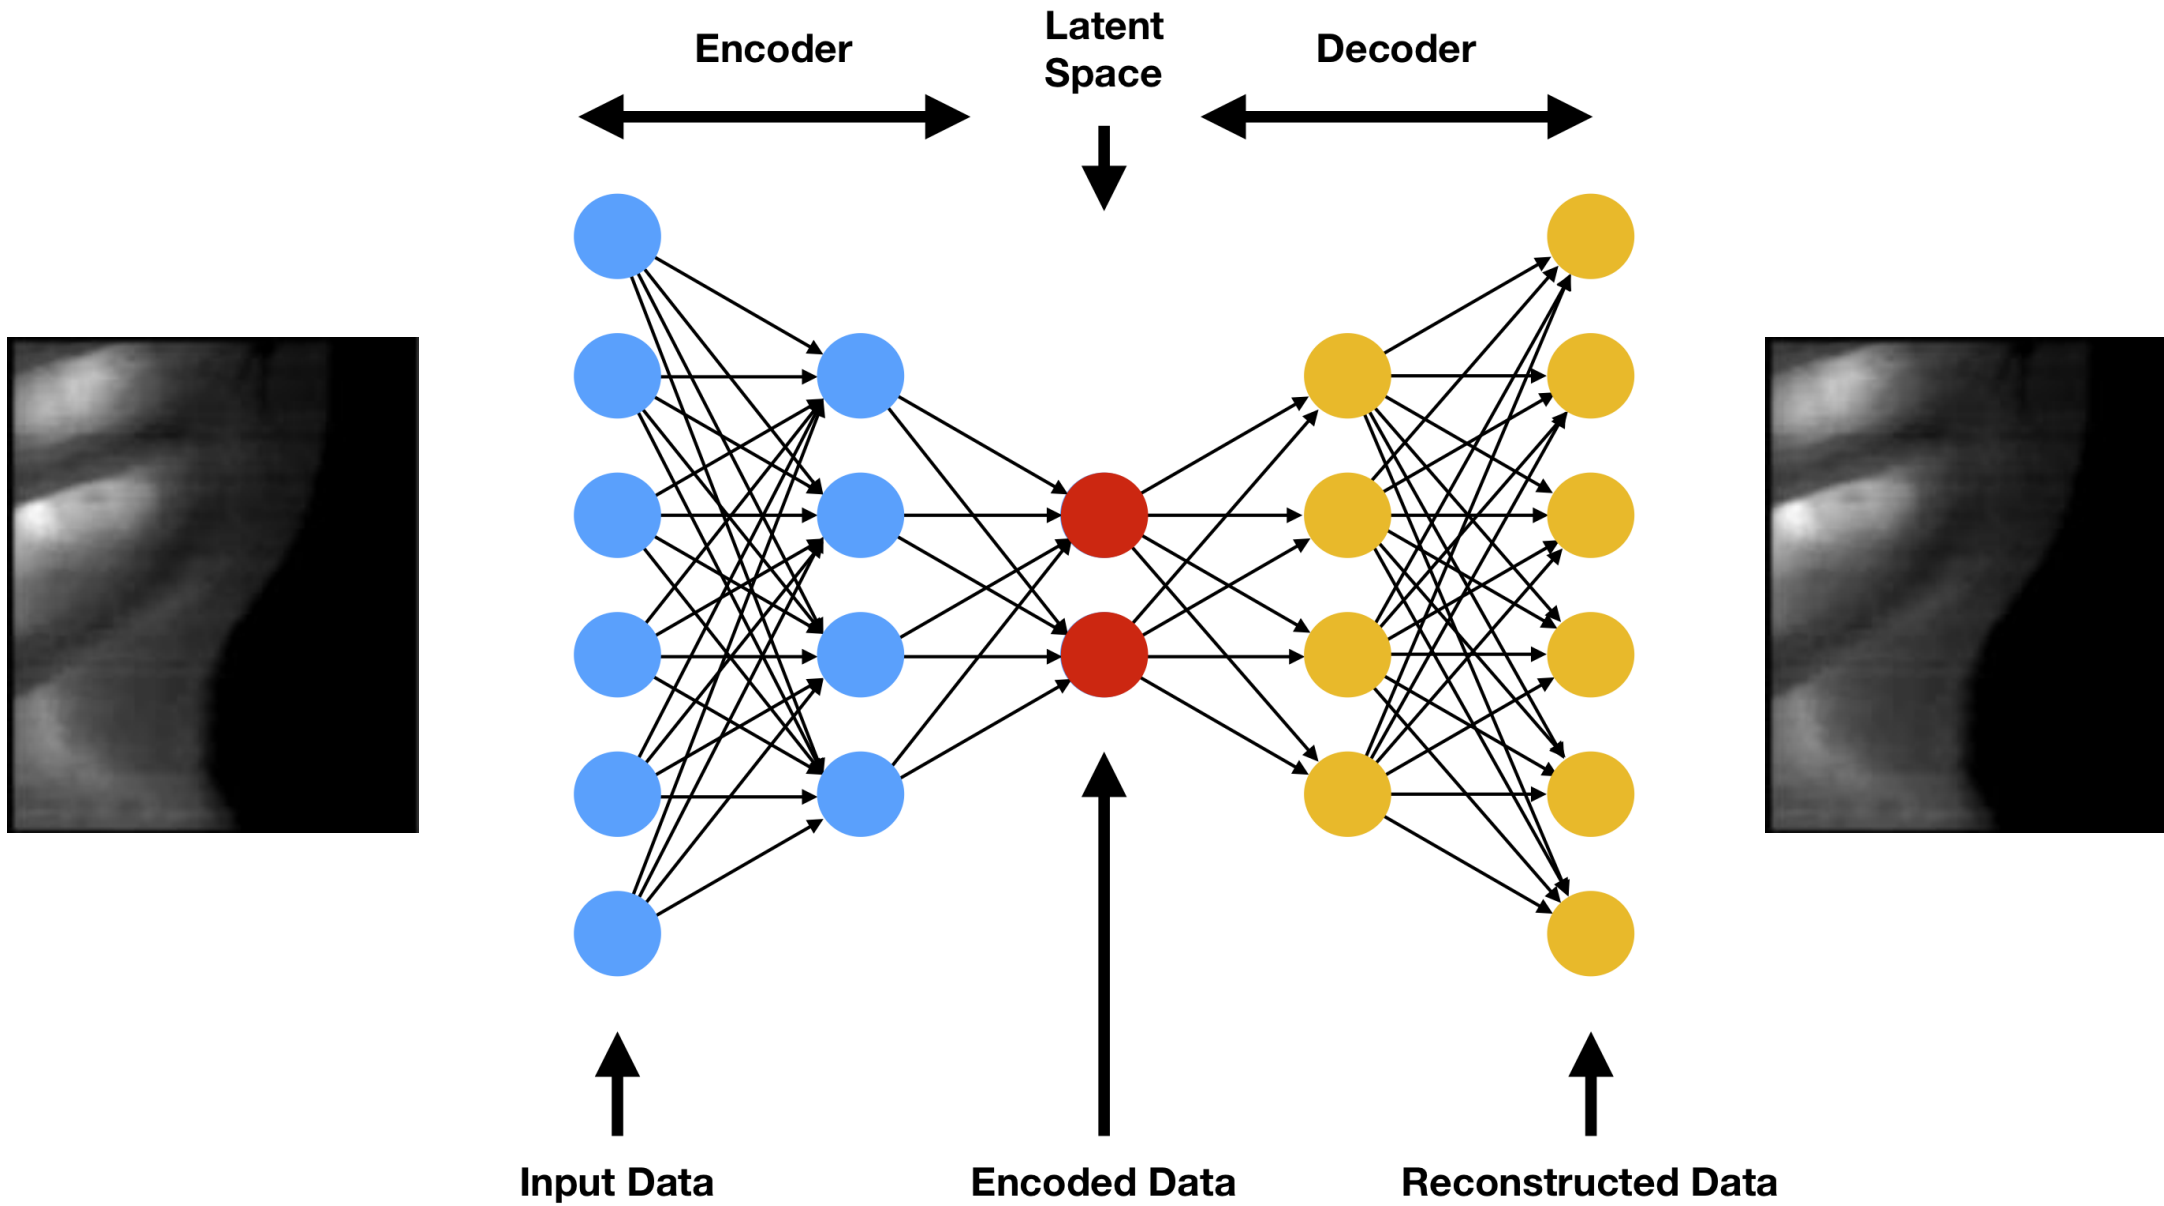 Encoder
Latent
Space
Decoder
Input Data
Encoded Data
Reconstructed Data